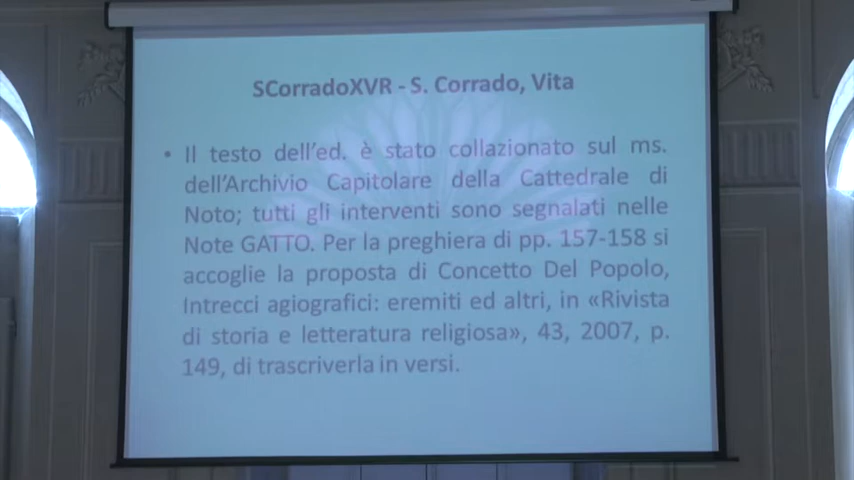 SCorradoXVR - S. Corrado, Vita
• Il testo dell'ed. è stato collazionato sul ms.
dell'Archivio Capitolare della Cattedrale di
Noto; tutti gli interventi sono segnalati nelle
Note GATTO. Per la preghiera di pp. 157-158 si
accoglie la proposta di Concetto Del Popolo,
Intrecci agiografici: eremiti ed altri, in «Rivista
di storia e letteratura religiosa», 43, 2007, p.
149, di trascriverla in versi.